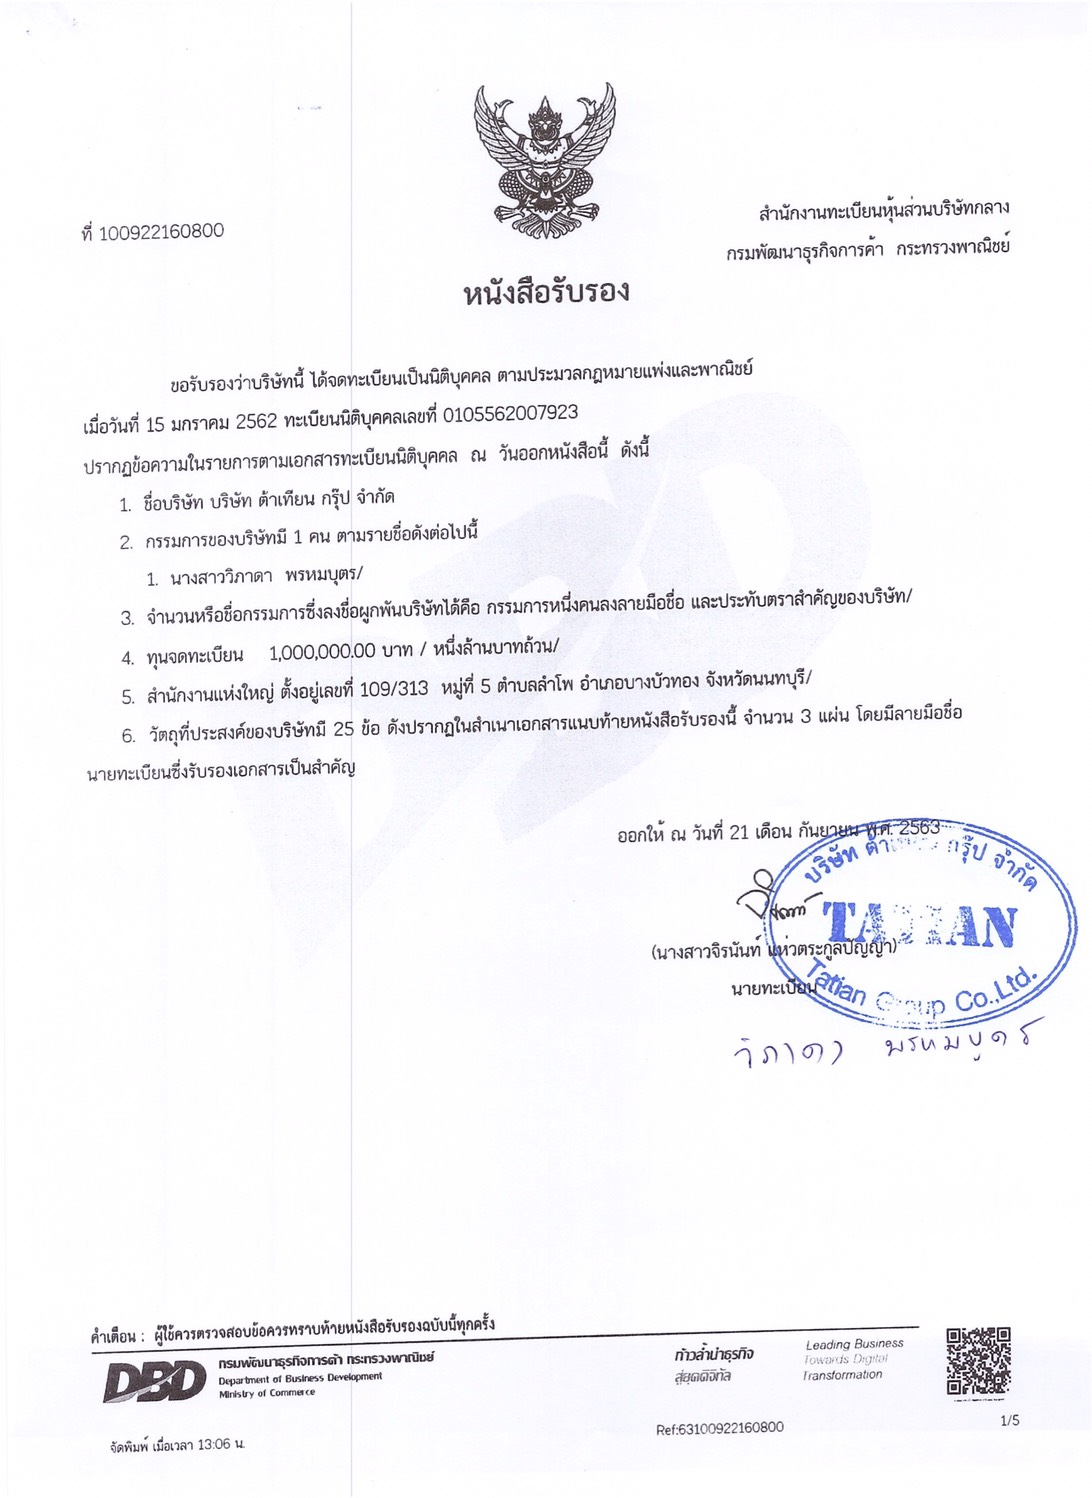 ที่ 100922160800
สำนักงานทะเบียนหุ้นส่วนบริษัทกลาง
กรมพัฒนาธุรกิจการค้า กระทรวงพาณิชย์
หนังสือรับรอง
ขอรับรองว่าบริษัทนี้ ได้จดทะเบียนเป็นนิติบุคคล ตามประมวลกฎหมายแพ่งและพาณิชย์
เมื่อวันที่ 15 มกราคม 2562 ทะเบียนนิติบุคคลเลขที่ 0105562007923
ปรากฏข้อความในรายการตามเอกสารทะเบียนนิติบุคคล ณ วันออกหนังสือนี้ ดังนี้
1. ชื่อบริษัท บริษัท ต้าเทียน กรุ๊ป จำกัด
2. กรรมการของบริษัทมี 1 คน ตามรายชื่อดังต่อไปนี้
1. นางสาววิภาดา พรหมบุตร/
3. จำนวนหรือชื่อกรรมการซึ่งลงชื่อผูกพันบริษัทได้คือ กรรมการหนึ่งคนลงลายมือชื่อ และประทับตราสำคัญของบริษัท/
4. ทุนจดทะเบียน 1,000,000.00 บาท / หนึ่งล้านบาทถ้วน/
5. สำนักงานแห่งใหญ่ ตั้งอยู่เลขที่ 109/313 หมู่ที่ 5 ตำบลลำโพ อำเภอบางบัวทอง จังหวัดนนทบุรี/
6. วัตถุที่ประสงค์ของบริษัทมี 25 ข้อ ดังปรากฏในสำเนาเอกสารแนบท้ายหนังสือรับรองนี้ จำนวน 3 แผ่น โดยมีลายมือชื่อ
นายทะเบียนซึ่งรับรองเอกสารเป็นสำคัญ
ออกให้ ณ วันที่ 21 เดือน กันยายน พ.ศ. 2563
บริษัท ต้าเทียน กรุ๊ป จำกัด
TATIAN
Tatian Group Co.,Ltd.
(นางสาวจิรนันท์ แห่วตระกูลปัญญา)
นายทะเบียน
วิภาดา พรหมบุตร
คำเตือน : ผู้ใช้ควรตรวจสอบข้อควรทราบท้ายหนังสือรับรองฉบับนี้ทุกครั้ง
DBD
กรมพัฒนาธุรกิจการค้า กระทรวงพาณิชย์
Department of Business Development
Ministry of Commerce
ก้าวล้ำนำธุรกิจ
สู่ยุคดิจิทัล
Leading Business
Towards Digital
Transformation
จัดพิมพ์ เมื่อเวลา 13:06 น.
Ref:63100922160800
1/5